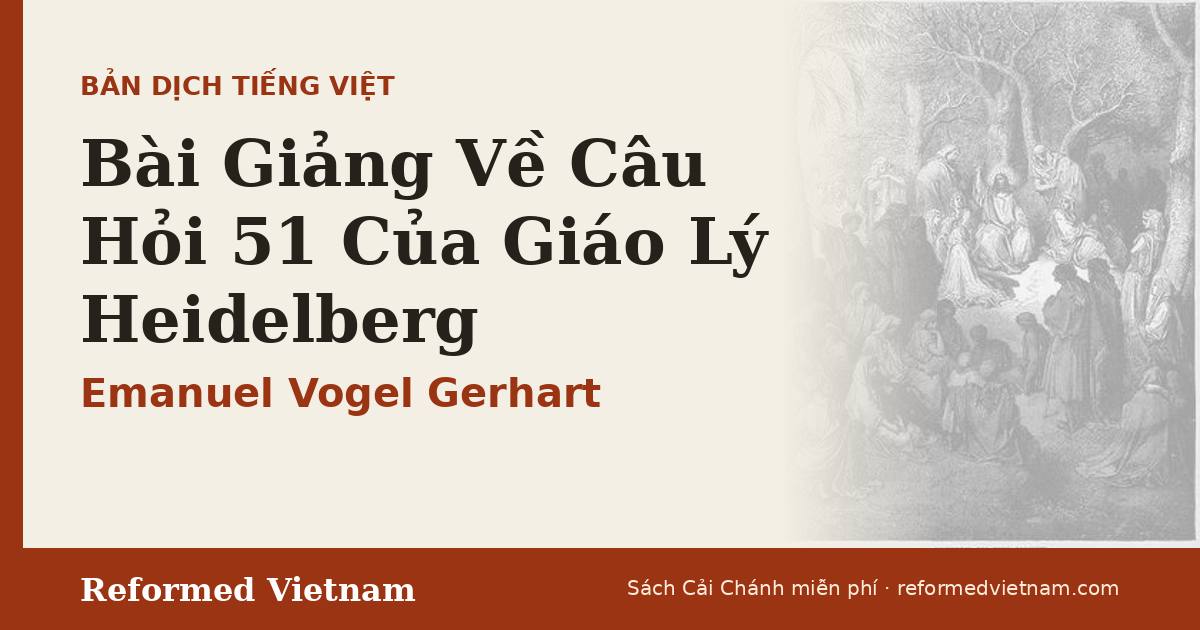 BẢN DỊCH TIẾNG VIỆT
Bài Giảng Về Câu
Hỏi 51 Của Giáo Lý
Heidelberg
Emanuel Vogel Gerhart
Reformed Vietnam
Sách Cải Chánh miễn phí · reformedvietnam.com